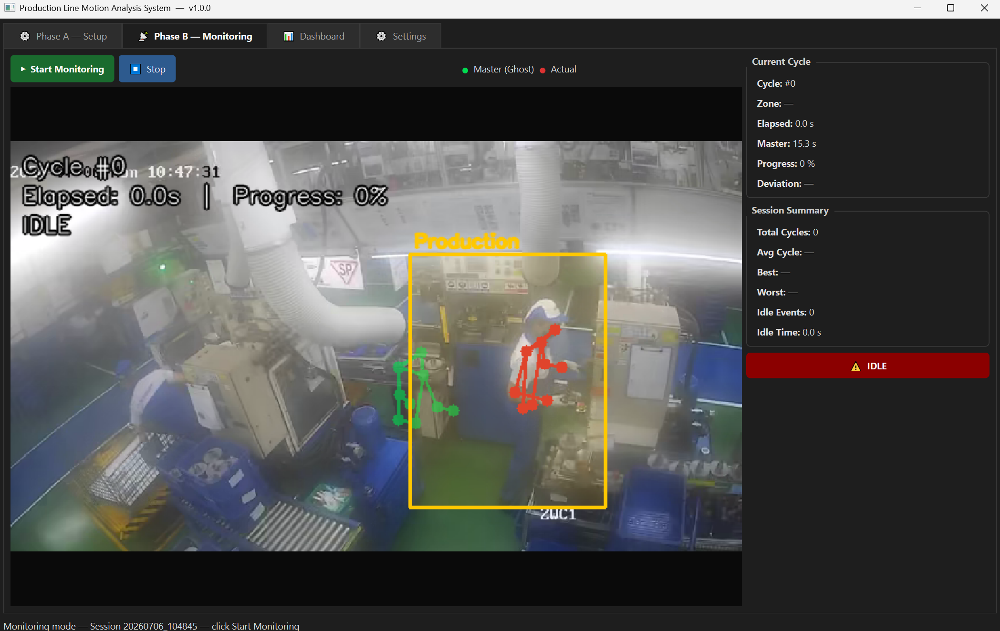 Production Line Motion Analysis System — v1.0.0
Phase A — Setup
Phase B — Monitoring
Dashboard
Settings
Start Monitoring
Stop
Master (Ghost)
Actual
Cycle #0
10:47:31
Elapsed: 0.0s | Progress: 0%
IDLE
Production
SP
2WC1
Current Cycle
Cycle: #0
Zone: —
Elapsed: 0.0 s
Master: 15.3 s
Progress: 0 %
Deviation: —
Session Summary
Total Cycles: 0
Avg Cycle: —
Best: —
Worst: —
Idle Events: 0
Idle Time: 0.0 s
IDLE
Monitoring mode — Session 20260706_104845 — click Start Monitoring